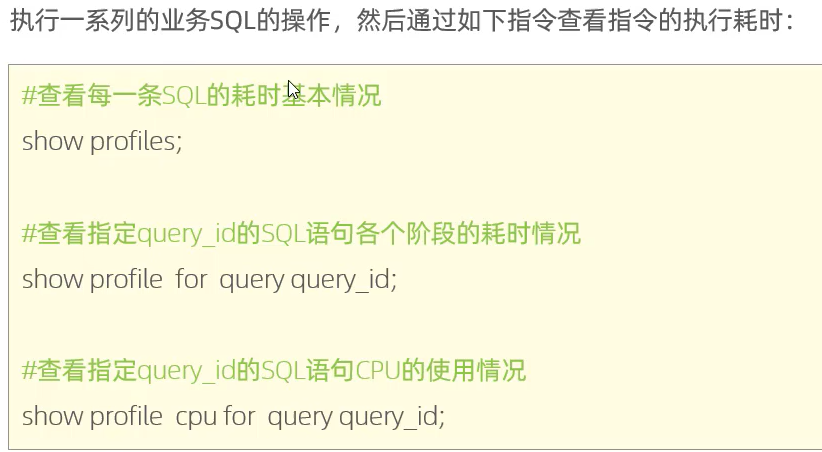 执行一系列的业务SQL的操作，然后通过如下指令查看指令的执行耗时：
#查看每一条SQL的耗时基本情况
show profiles;
#查看指定query_id的SQL语句各个阶段的耗时情况
show profile for query query_id;
#查看指定query_id的SQL语句CPU的使用情况
show profile cpu for query query_id;